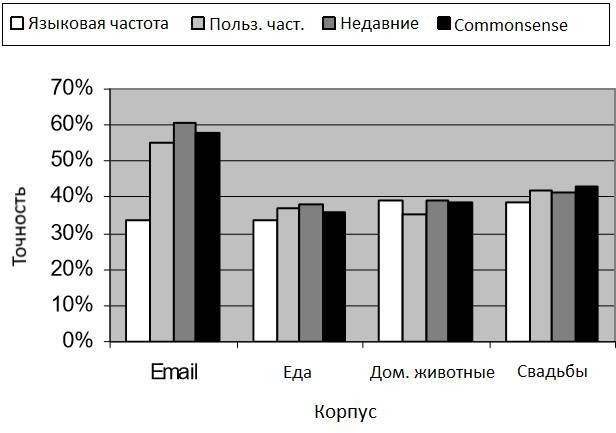 Языковая частота Польз. част. Недавние Commonsense
70%
60%
50%
40%
30%
20%
10%
0%
Точность
Email Еда Дом. животные Свадьбы
Корпус